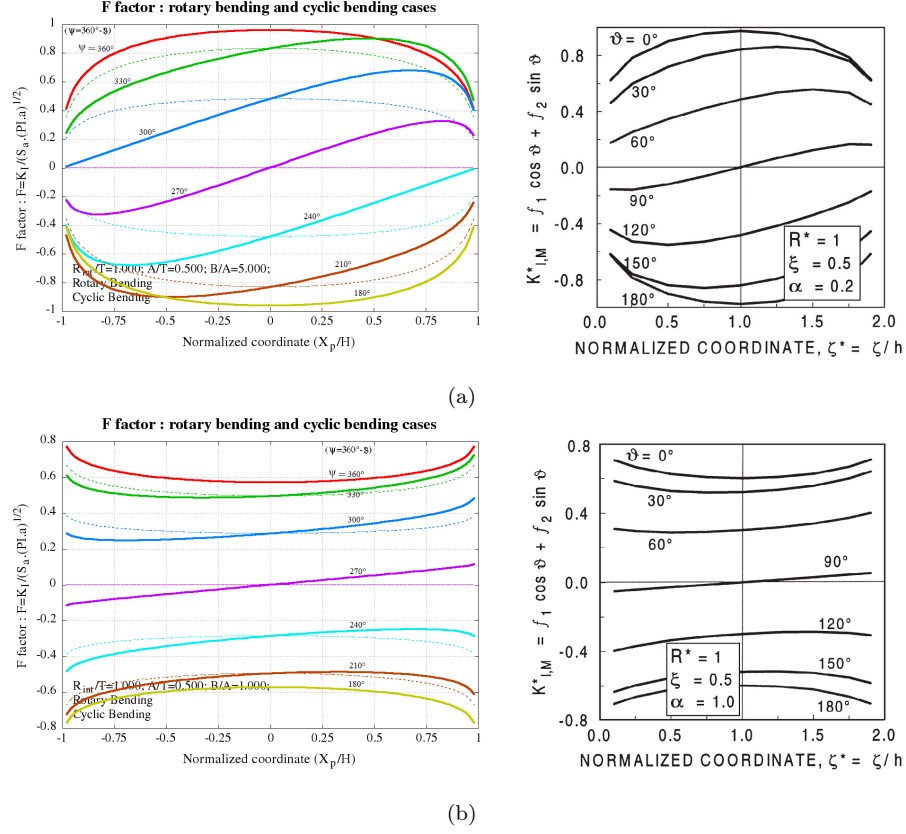 F factor : rotary bending and cyclic bending cases
F factor : F=K_I/(S_a.(PI.a)^1/2)
1
0.8
0.6
0.4
0.2
0
-0.2
-0.4
-0.6
-0.8
-1
(ψ=360°-ϑ)
ψ = 360°
330°
300°
270°
240°
210°
180°
R_int/T=1.000; A/T=0.500; B/A=5.000;
Rotary Bending
Cyclic Bending
-1 -0.75 -0.5 -0.25 0 0.25 0.5 0.75 1
Normalized coordinate (X_p/H)
K*_I,M = f_1 cos ϑ + f_2 sin ϑ
0.8
0.4
0.0
-0.4
-0.8
ϑ = 0°
30°
60°
90°
120°
150°
180°
R* = 1
ξ = 0.5
α = 0.2
0.0 0.5 1.0 1.5 2.0
NORMALIZED COORDINATE, ζ* = ζ/h
(a)
F factor : rotary bending and cyclic bending cases
F factor : F=K_I/(S_a.(PI.a)^1/2)
0.8
0.6
0.4
0.2
0
-0.2
-0.4
-0.6
-0.8
(ψ=360°-ϑ)
ψ = 360°
330°
300°
270°
240°
210°
180°
R_int/T=1.000; A/T=0.500; B/A=1.000;
Rotary Bending
Cyclic Bending
-1 -0.75 -0.5 -0.25 0 0.25 0.5 0.75 1
Normalized coordinate (X_p/H)
K*_I,M = f_1 cos ϑ + f_2 sin ϑ
0.8
0.4
0.0
-0.4
-0.8
ϑ = 0°
30°
60°
90°
120°
150°
180°
R* = 1
ξ = 0.5
α = 1.0
0.0 0.5 1.0 1.5 2.0
NORMALIZED COORDINATE, ζ* = ζ/h
(b)